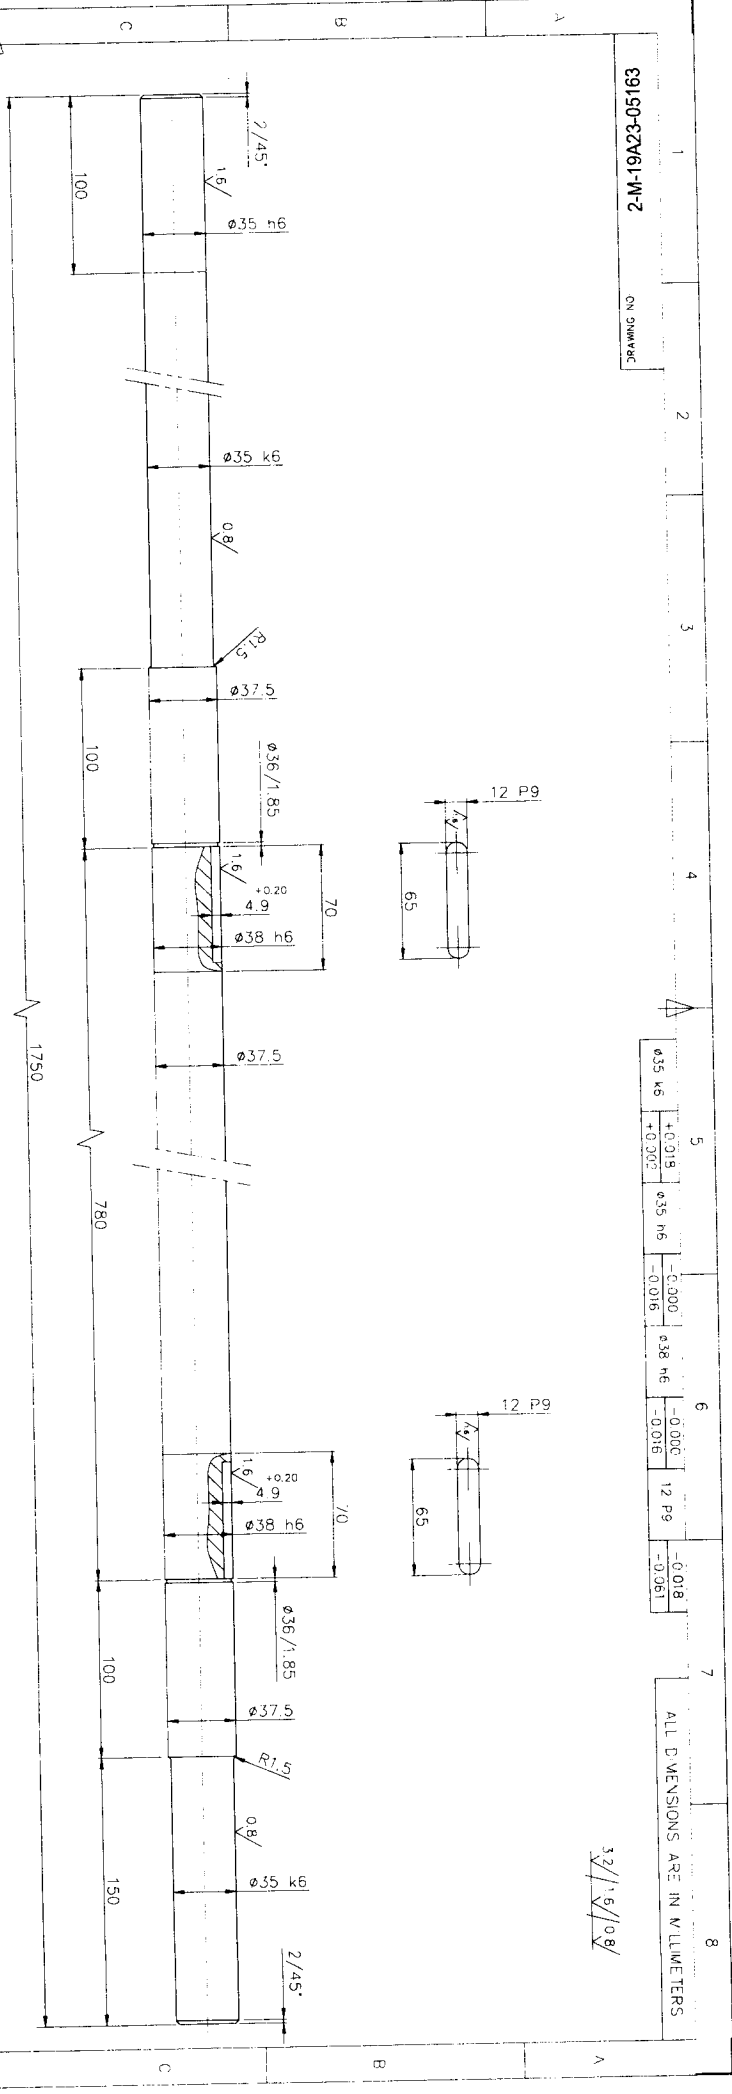 1
2
3
4
5
6
7
8
A
B
C
2-M-19A23-05163
DRAWING NO
ø35 k6
+0.018
+0.002
ø35 h6
-0.000
-0.016
ø38 h6
-0.000
-0.016
12 P9
-0.018
-0.061
ALL DIMENSIONS ARE IN MILLIMETERS
3.2/ 1.6/ 0.8/
12 P9
1.6
65
12 P9
1.6
65
2/45°
1.6
ø35 h6
100
ø35 k6
0.8
R1.5
ø37.5
ø36/1.85
100
1.6
+0.20
4.9
ø38 h6
70
ø37.5
1.6
+0.20
4.9
ø38 h6
70
ø36/1.85
ø37.5
R1.5
0.8
ø35 k6
2/45°
780
100
150
1750
A
B
C